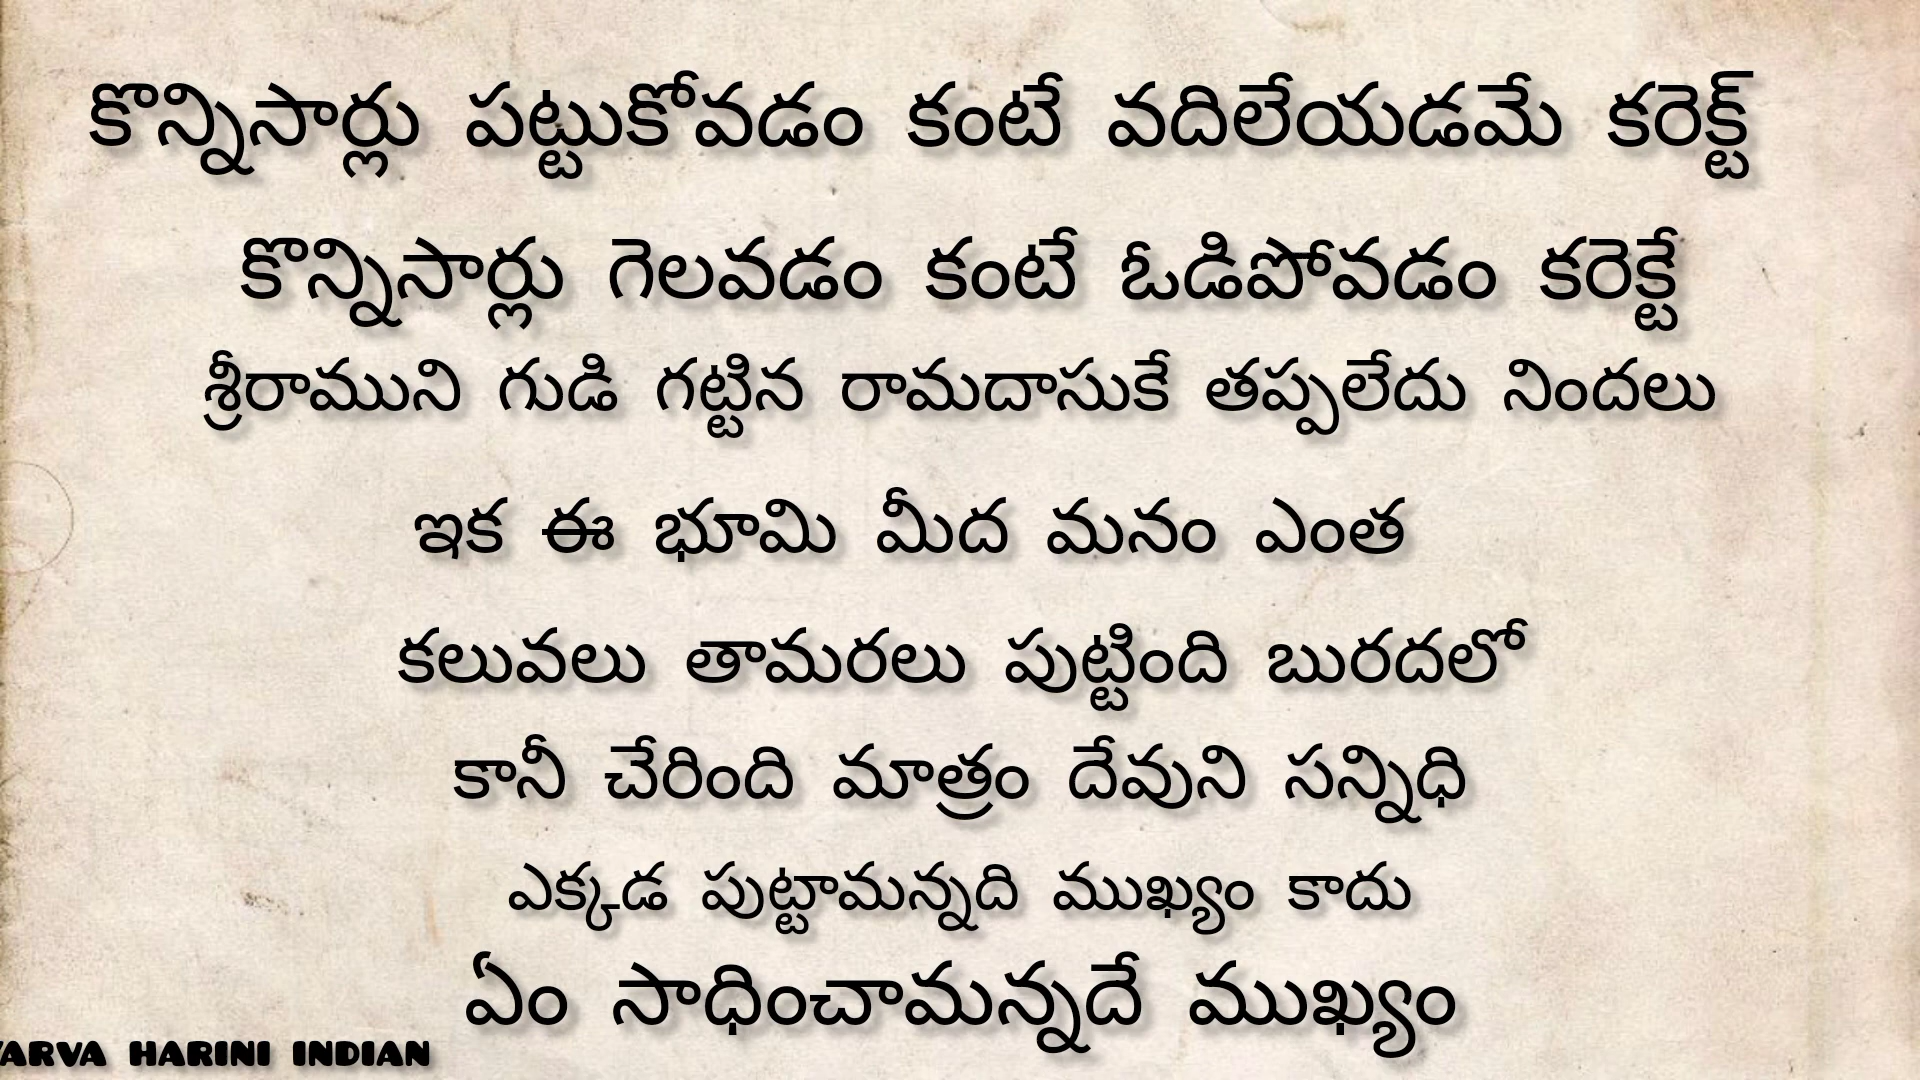 కొన్నిసార్లు పట్టుకోవడం కంటే వదిలేయడమే కరెక్ట్
కొన్నిసార్లు గెలవడం కంటే ఓడిపోవడం కరెక్టే
శ్రీరాముని గుడి గట్టిన రామదాసుకే తప్పలేదు నిందలు
ఇక ఈ భూమి మీద మనం ఎంత
కలువలు తామరలు పుట్టింది బురదలో
కానీ చేరింది మాత్రం దేవుని సన్నిధి
ఎక్కడ పుట్టామన్నది ముఖ్యం కాదు
ఏం సాధించామన్నదే ముఖ్యం
HARINI INDIAN